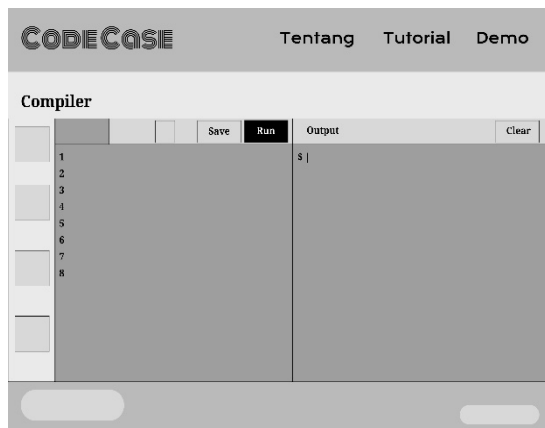 CODECASE Tentang Tutorial Demo
Compiler
Save Run Output Clear
1 $ |
2
3
4
5
6
7
8